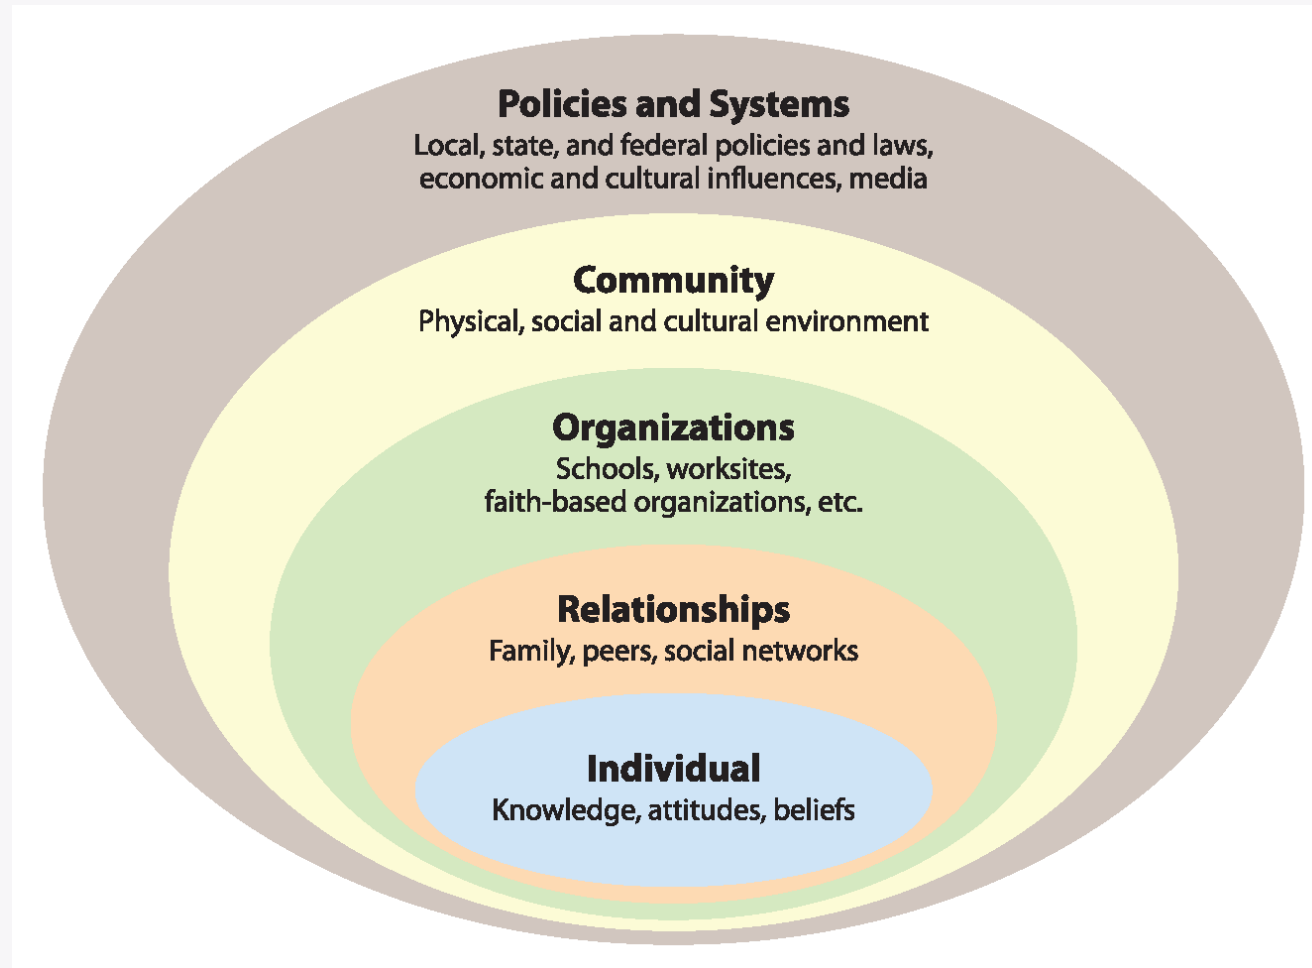 Policies and Systems
Local, state, and federal policies and laws,
economic and cultural influences, media
Community
Physical, social and cultural environment
Organizations
Schools, worksites,
faith-based organizations, etc.
Relationships
Family, peers, social networks
Individual
Knowledge, attitudes, beliefs